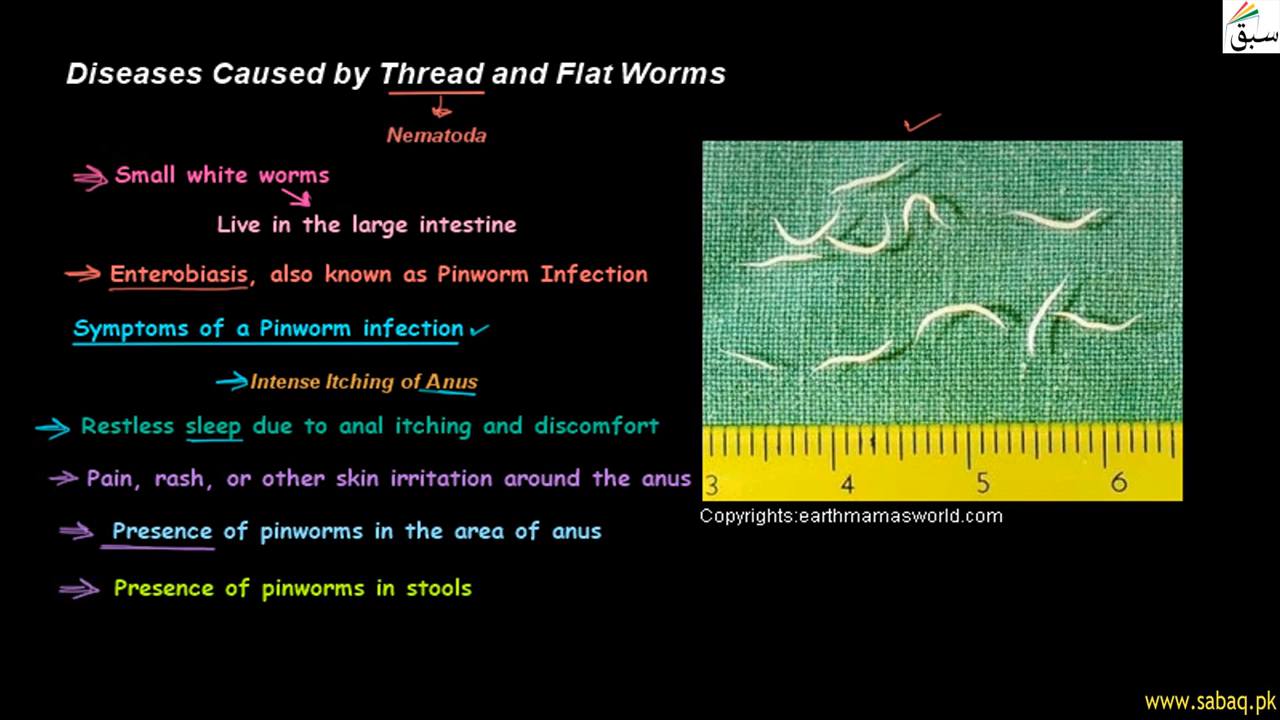 سبق
Diseases Caused by Thread and Flat Worms
Nematoda
Small white worms
Live in the large intestine
Enterobiasis, also known as Pinworm Infection
Symptoms of a Pinworm infection
Intense Itching of Anus
Restless sleep due to anal itching and discomfort
Pain, rash, or other skin irritation around the anus
Presence of pinworms in the area of anus
Presence of pinworms in stools
3 4 5 6
Copyrights:earthmamasworld.com
www.sabaq.pk